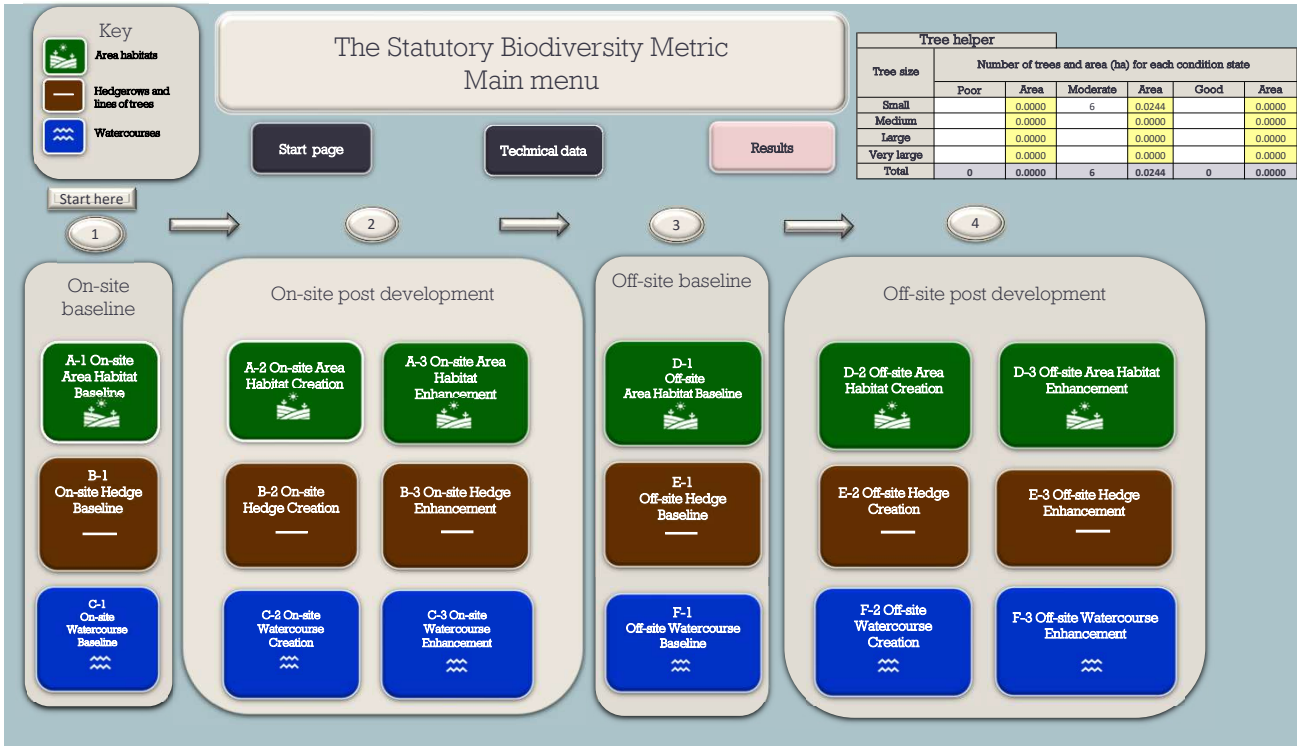 Key
Area habitats
Hedgerows and
lines of trees
Watercourses
The Statutory Biodiversity Metric
Main menu
Start page
Technical data
Results
Tree helper
Tree size
Number of trees and area (ha) for each condition state
Poor Area Moderate Area Good Area
Small 0.0000 6 0.0244 0.0000
Medium 0.0000 0.0000 0.0000
Large 0.0000 0.0000 0.0000
Very large 0.0000 0.0000 0.0000
Total 0 0.0000 6 0.0244 0 0.0000
Start here
1
2
3
4
On-site
baseline
A-1 On-site
Area Habitat
Baseline
B-1
On-site Hedge
Baseline
C-1
On-site
Watercourse
Baseline
On-site post development
A-2 On-site Area
Habitat Creation
A-3 On-site Area
Habitat
Enhancement
B-2 On-site
Hedge Creation
B-3 On-site Hedge
Enhancement
C-2 On-site
Watercourse
Creation
C-3 On-site
Watercourse
Enhancement
Off-site baseline
D-1
Off-site
Area Habitat Baseline
E-1
Off-site Hedge
Baseline
F-1
Off-site Watercourse
Baseline
Off-site post development
D-2 Off-site Area
Habitat Creation
D-3 Off-site Area Habitat
Enhancement
E-2 Off-site Hedge
Creation
E-3 Off-site Hedge
Enhancement
F-2 Off-site
Watercourse
Creation
F-3 Off-site Watercourse
Enhancement